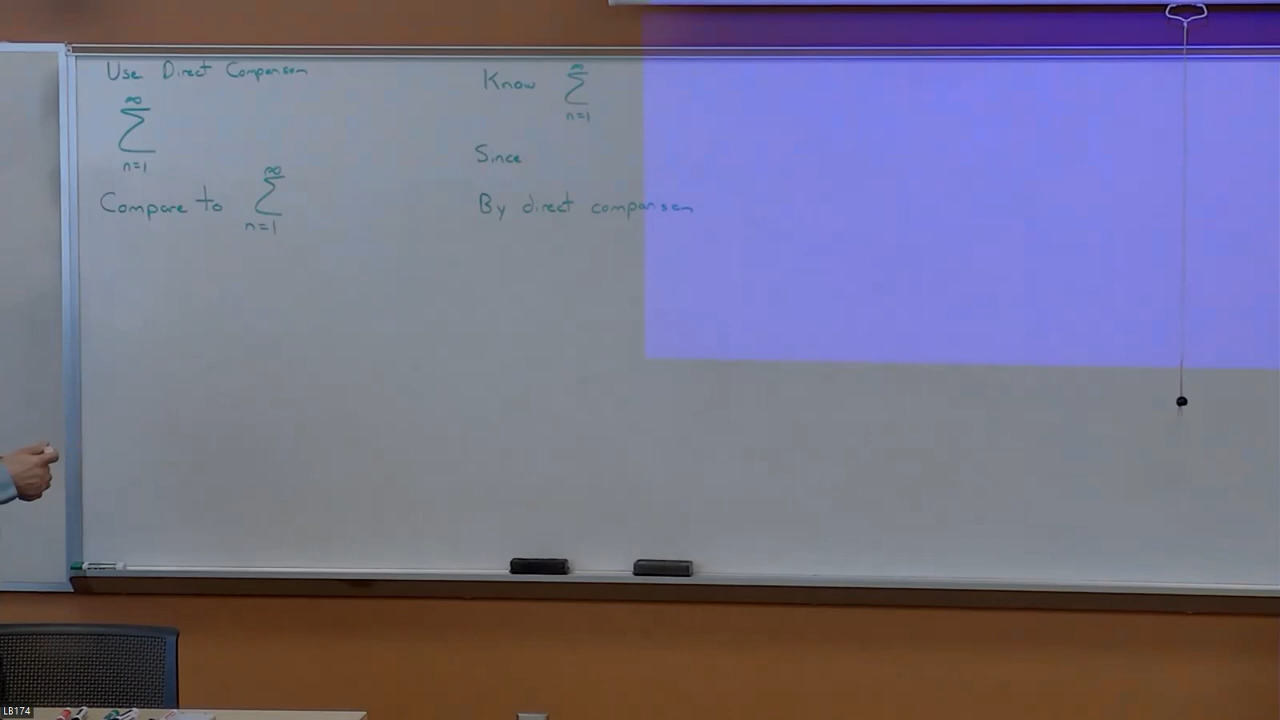 Use Direct Comparison
∞
∑
n=1
Compare to ∞
∑
n=1
Know ∞
∑
n=1
Since
By direct comparison
LB174